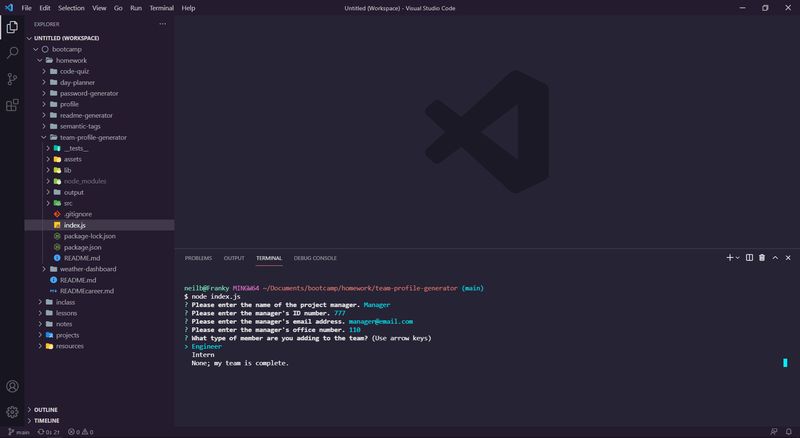 File Edit Selection View Go Run Terminal Help
Untitled (Workspace) - Visual Studio Code
EXPLORER
UNTITLED (WORKSPACE)
bootcamp
homework
code-quiz
day-planner
password-generator
profile
readme-generator
semantic-tags
team-profile-generator
__tests__
assets
lib
node_modules
output
src
.gitignore
index.js
package-lock.json
package.json
README.md
weather-dashboard
README.md
READMEcareer.md
inclass
lessons
notes
projects
resources
OUTLINE
TIMELINE
PROBLEMS OUTPUT TERMINAL DEBUG CONSOLE
neilb@Franky MINGW64 ~/Documents/bootcamp/homework/team-profile-generator (main)
$ node index.js
? Please enter the name of the project manager. Manager
? Please enter the manager's ID number. 777
? Please enter the manager's email address. manager@email.com
? Please enter the manager's office number. 110
? What type of member are you adding to the team? (Use arrow keys)
> Engineer
Intern
None; my team is complete.
main 0↓ 2↑ 0 0